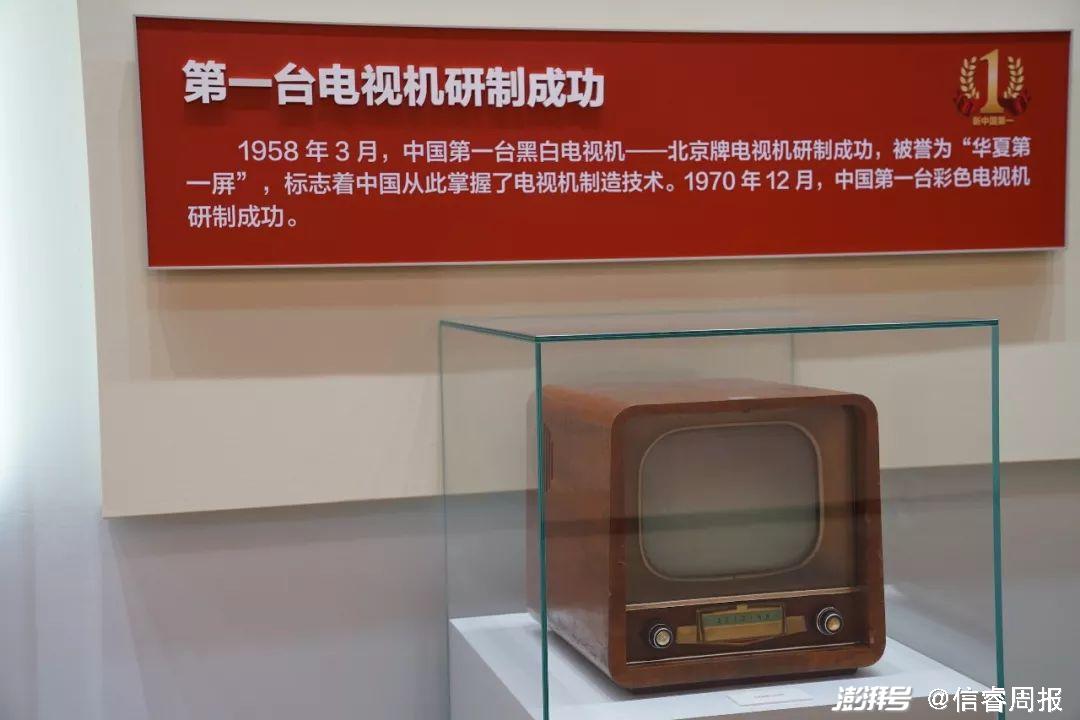 第一台电视机研制成功
1
新中国第一
1958 年 3 月，中国第一台黑白电视机——北京牌电视机研制成功，被誉为“华夏第
一屏”，标志着中国从此掌握了电视机制造技术。1970 年 12 月，中国第一台彩色电视机
研制成功。
澎湃号 @信睿周报